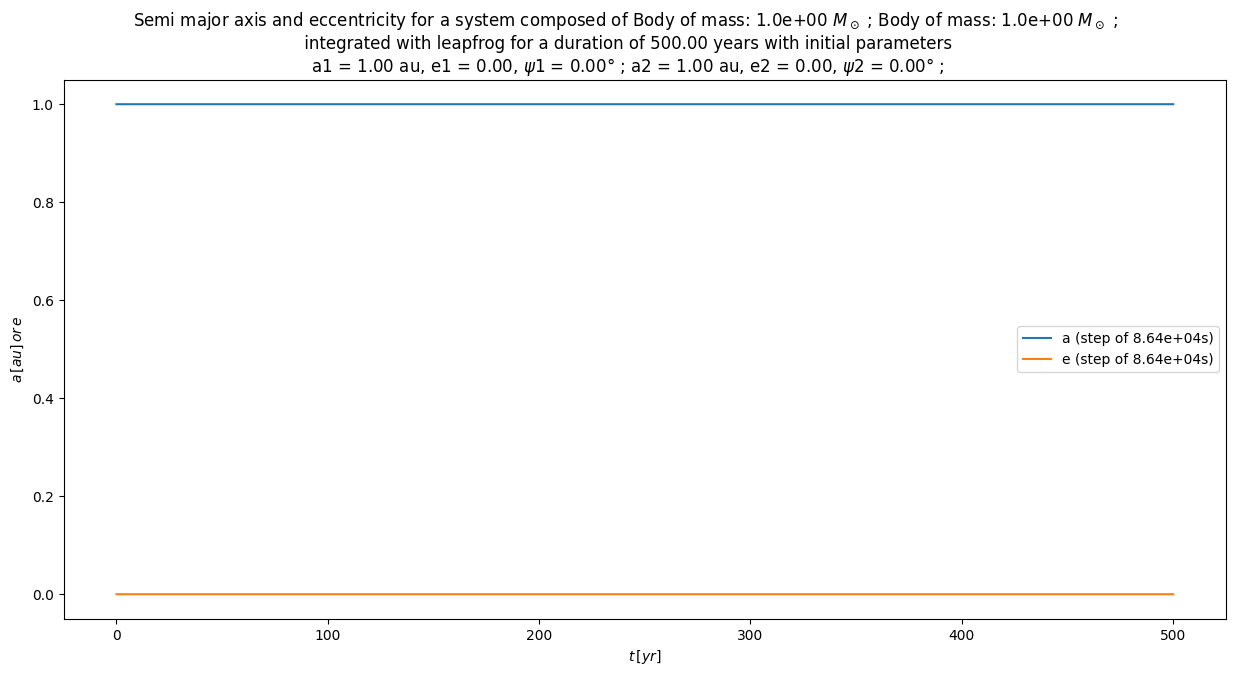 Semi major axis and eccentricity for a system composed of Body of mass: 1.0e+00 M⊙ ; Body of mass: 1.0e+00 M⊙ ;
integrated with leapfrog for a duration of 500.00 years with initial parameters
a1 = 1.00 au, e1 = 0.00, ψ1 = 0.00° ; a2 = 1.00 au, e2 = 0.00, ψ2 = 0.00° ;
1.0
0.8
0.6
0.4
0.2
0.0
a [au] or e
a (step of 8.64e+04s)
e (step of 8.64e+04s)
0
100
200
300
400
500
t [yr]